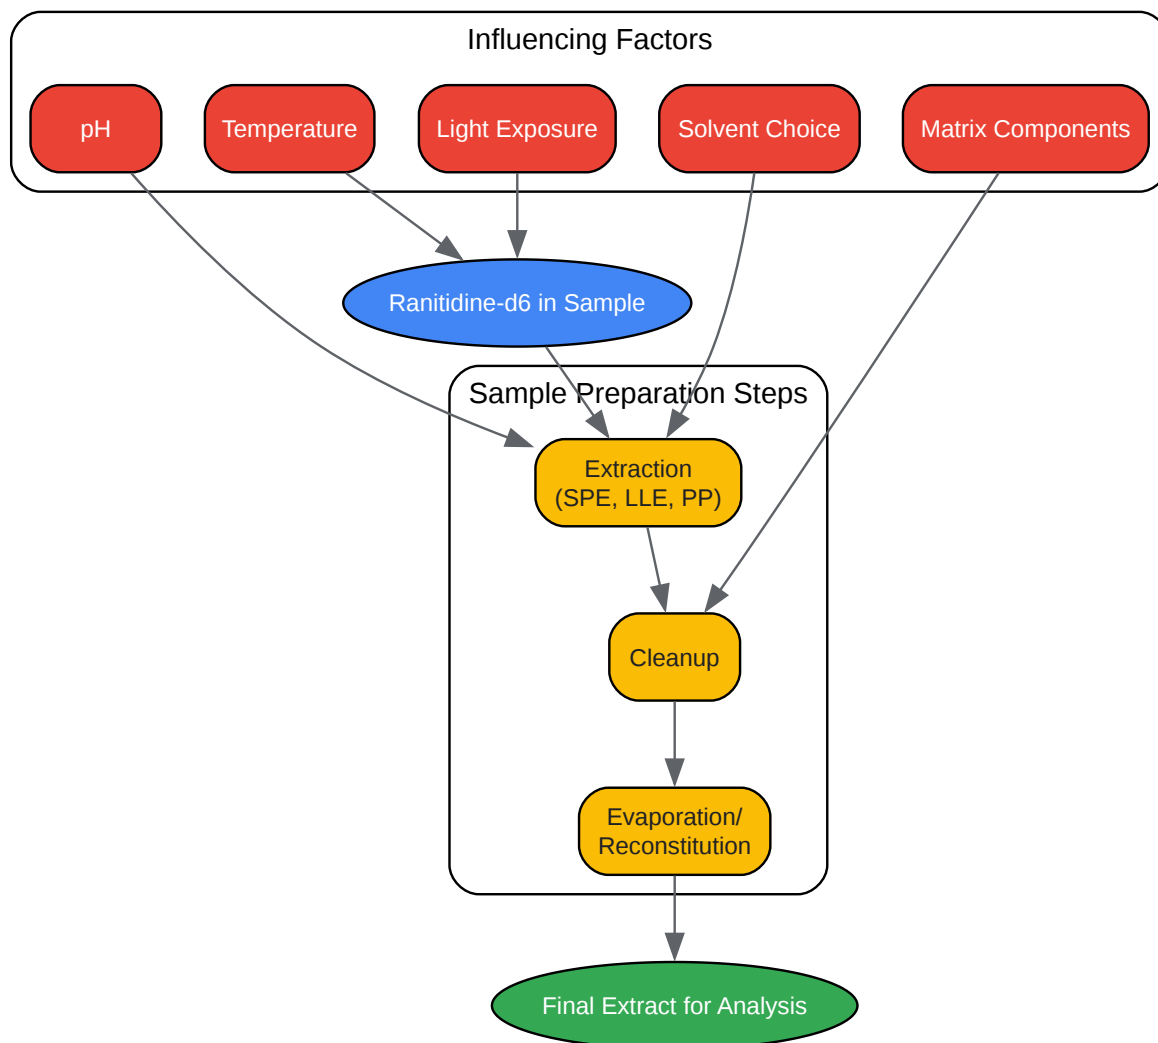 Influencing Factors
pH
Temperature
Light Exposure
Solvent Choice
Matrix Components
Ranitidine-d6 in Sample
Sample Preparation Steps
Extraction
(SPE, LLE, PP)
Cleanup
Evaporation/
Reconstitution
Final Extract for Analysis